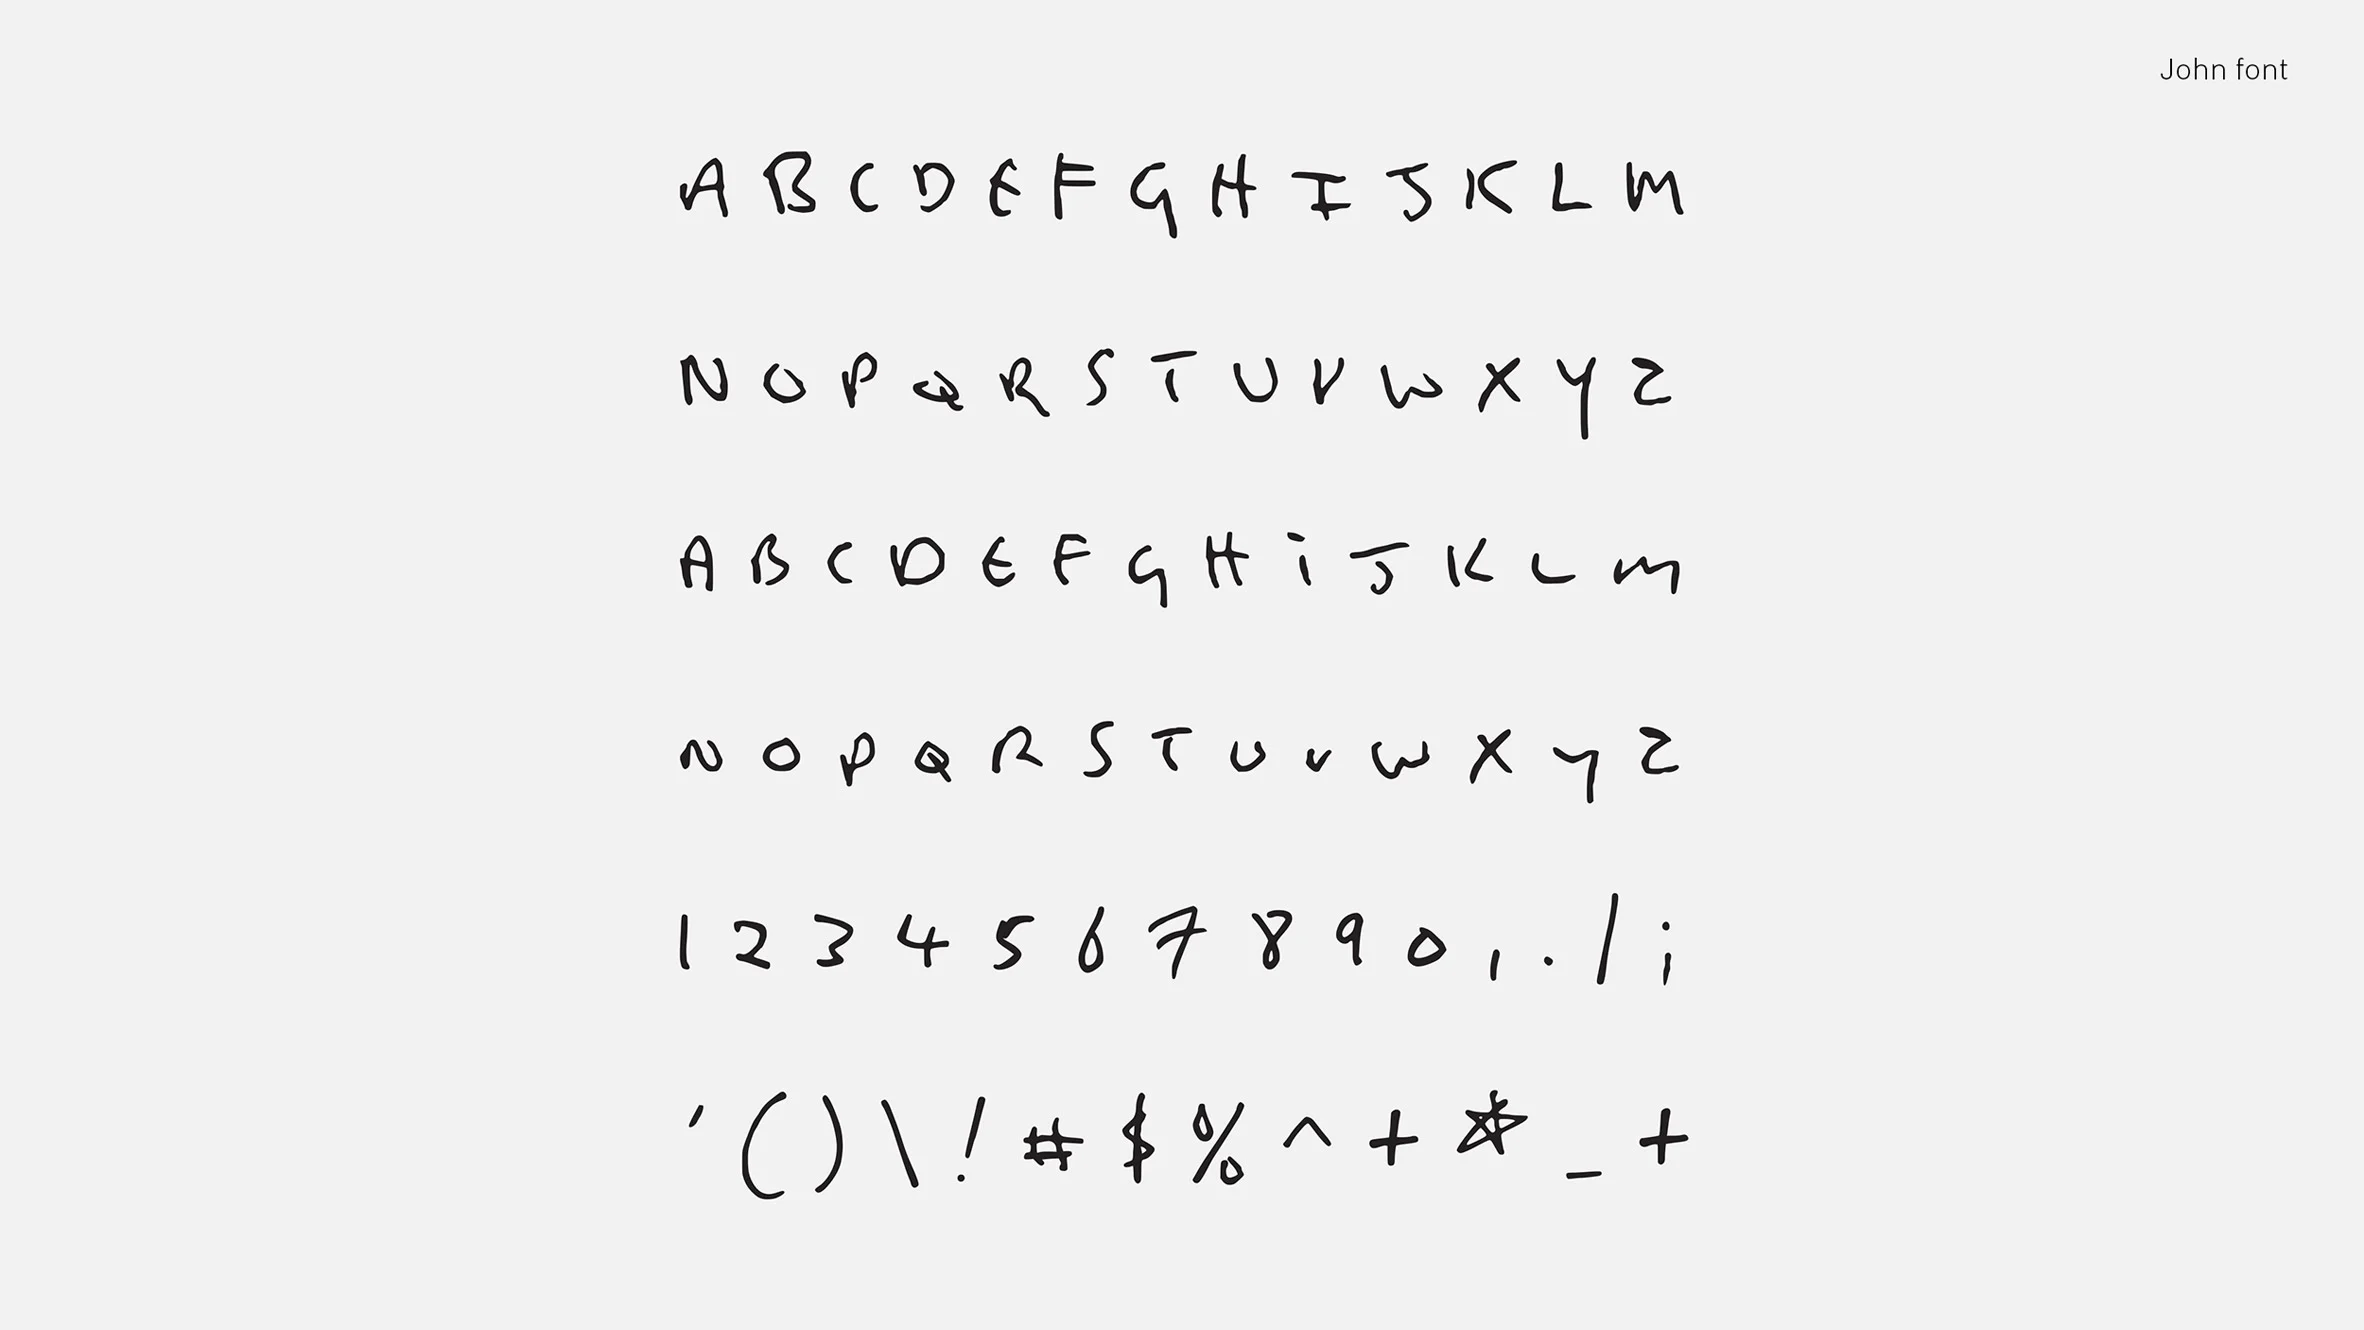 John font
A B C D E F G H I J K L M
N O P Q R S T U V W X Y Z
A B C D E F G H i J K L M
N O P Q R S T U V W X Y Z
1 2 3 4 5 6 7 8 9 0 , . / ;
' ( ) \ ! # $ % ^ + * _ +